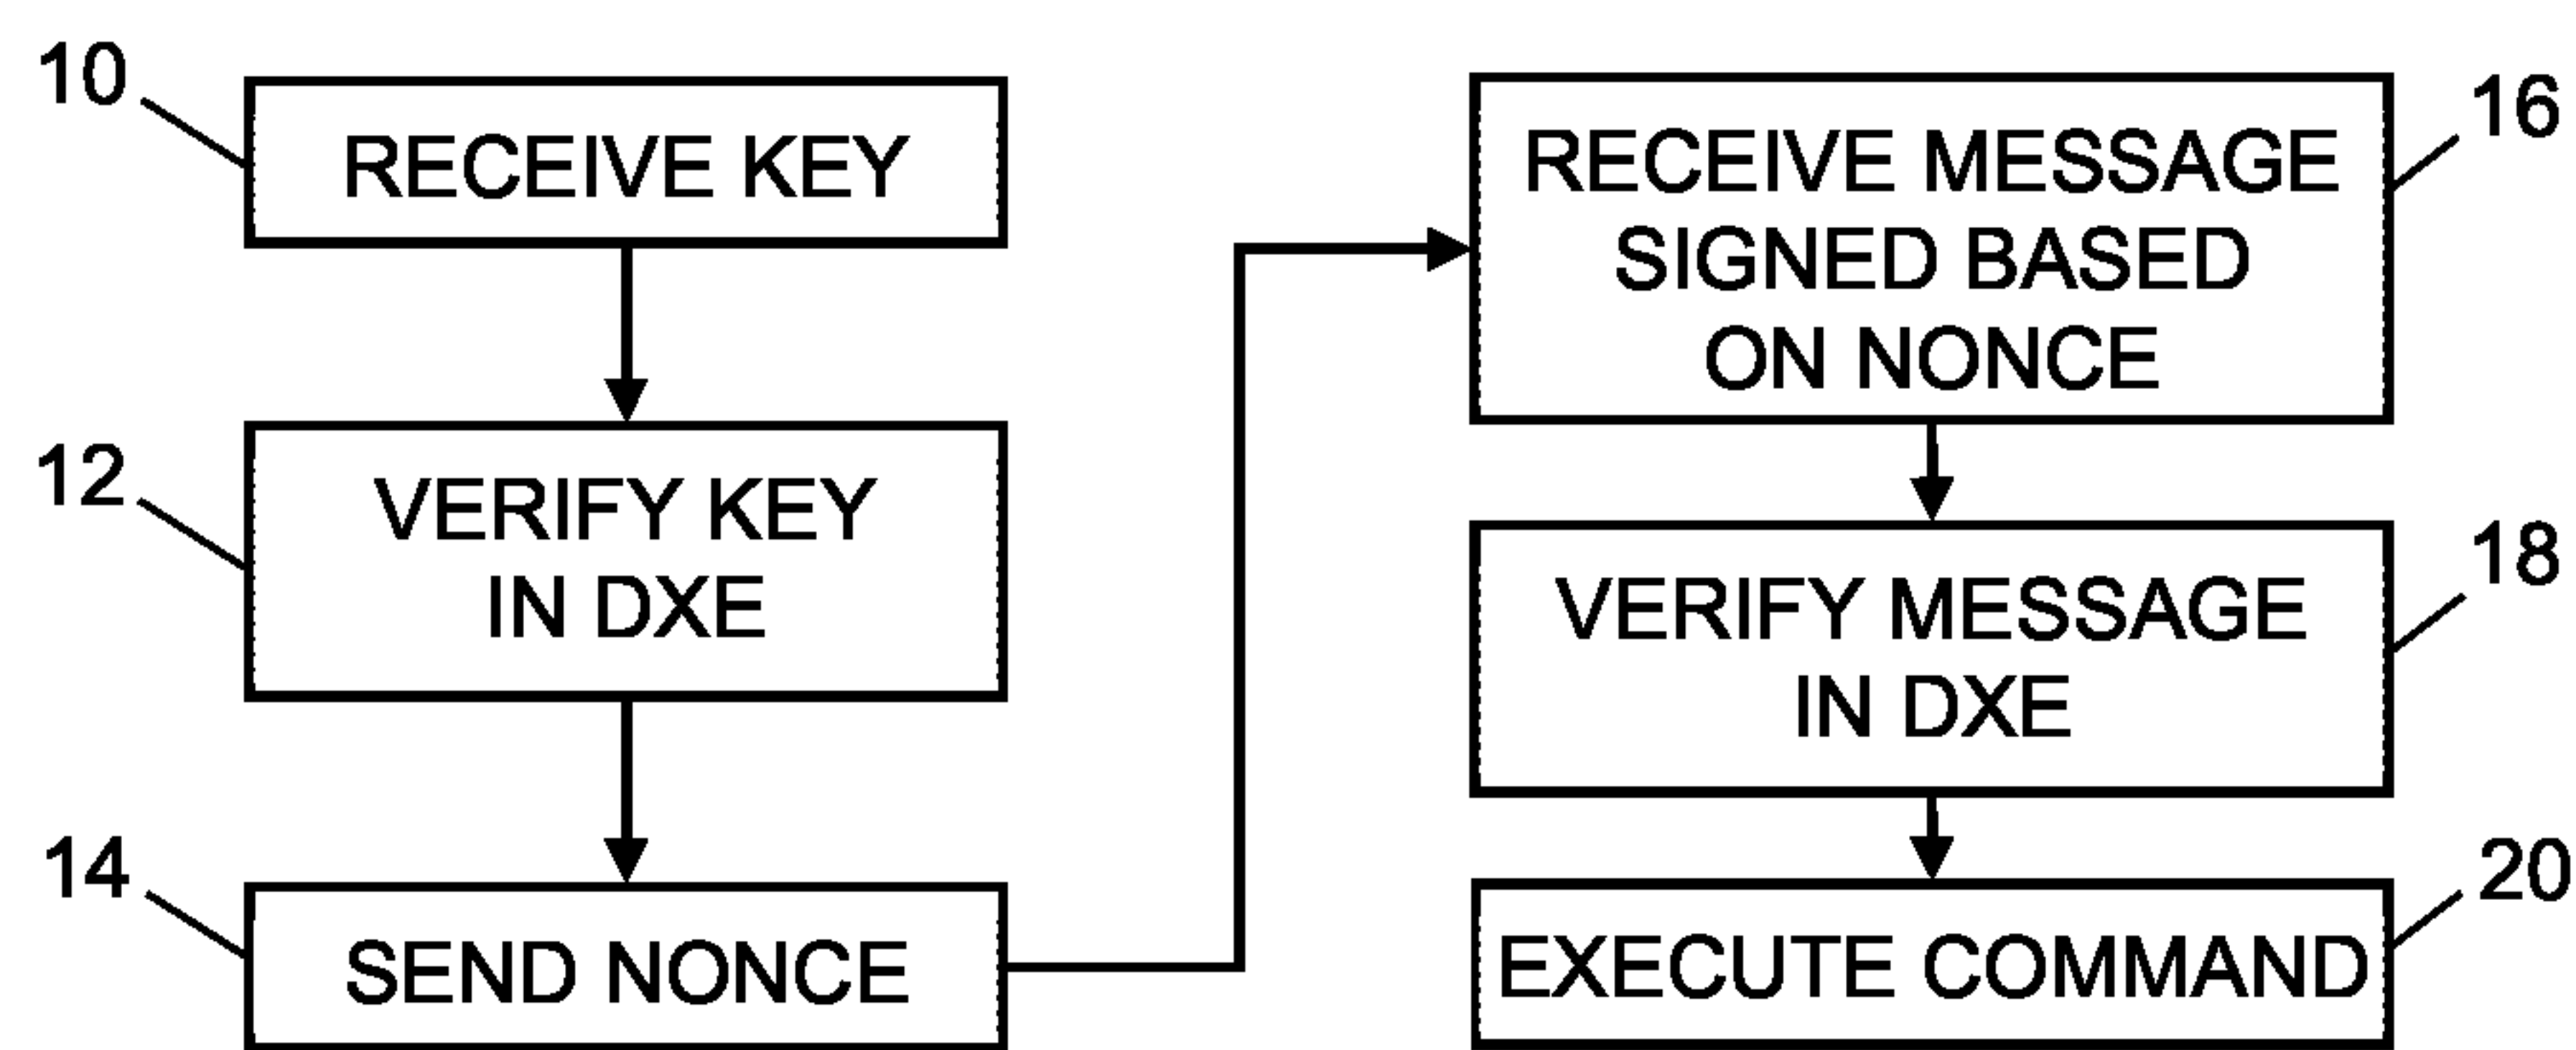 10
RECEIVE KEY
12
VERIFY KEY
IN DXE
14
SEND NONCE
16
RECEIVE MESSAGE
SIGNED BASED
ON NONCE
18
VERIFY MESSAGE
IN DXE
20
EXECUTE COMMAND